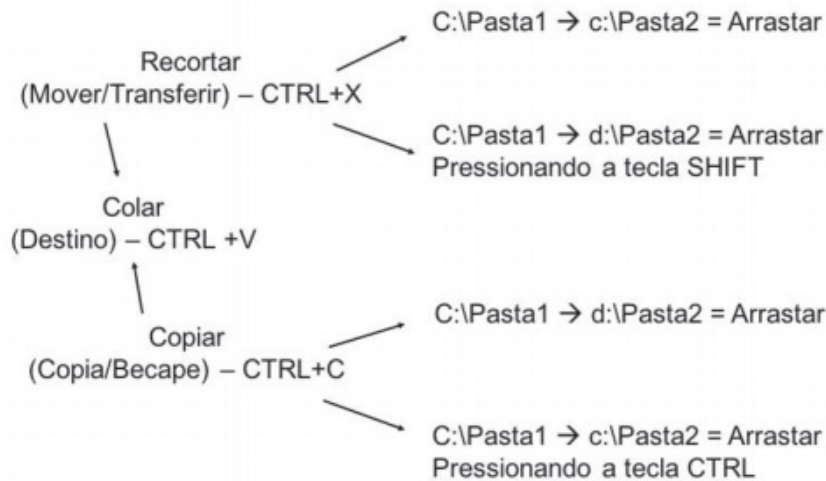 C:\Pasta1 → c:\Pasta2 = Arrastar
Recortar
(Mover/Transferir) – CTRL+X
C:\Pasta1 → d:\Pasta2 = Arrastar
Pressionando a tecla SHIFT
Colar
(Destino) – CTRL +V
Copiar
(Copia/Becape) – CTRL+C
C:\Pasta1 → d:\Pasta2 = Arrastar
C:\Pasta1 → c:\Pasta2 = Arrastar
Pressionando a tecla CTRL